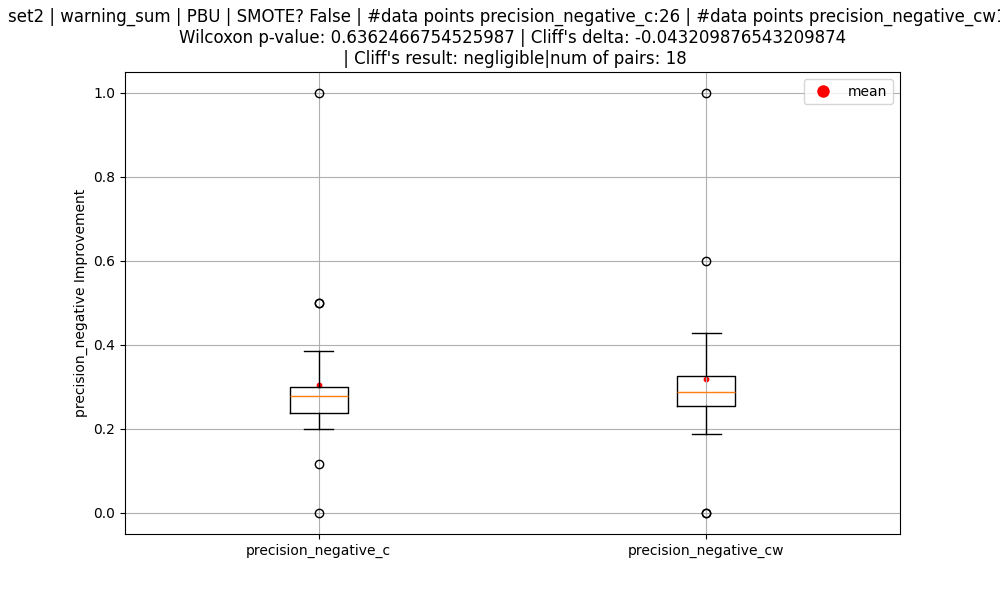 set2 | warning_sum | PBU | SMOTE? False | #data points precision_negative_c:26 | #data points precision_negative_cw1
Wilcoxon p-value: 0.6362466754525987 | Cliff's delta: -0.043209876543209874
| Cliff's result: negligible|num of pairs: 18
mean
1.0
0.8
0.6
0.4
0.2
0.0
precision_negative Improvement
precision_negative_c
precision_negative_cw